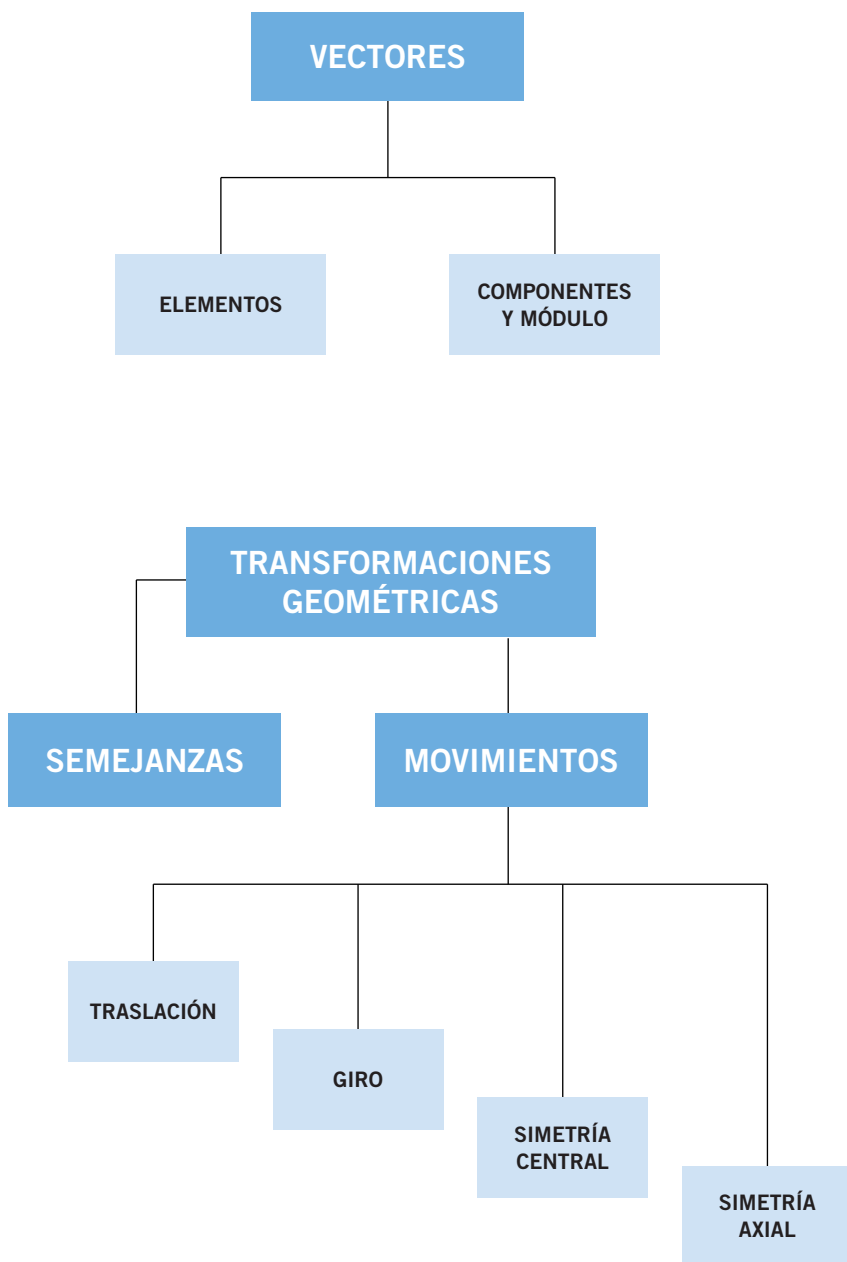 VECTORES
ELEMENTOS
COMPONENTES
Y MÓDULO
TRANSFORMACIONES
GEOMÉTRICAS
SEMEJANZAS
MOVIMIENTOS
TRASLACIÓN
GIRO
SIMETRÍA
CENTRAL
SIMETRÍA
AXIAL